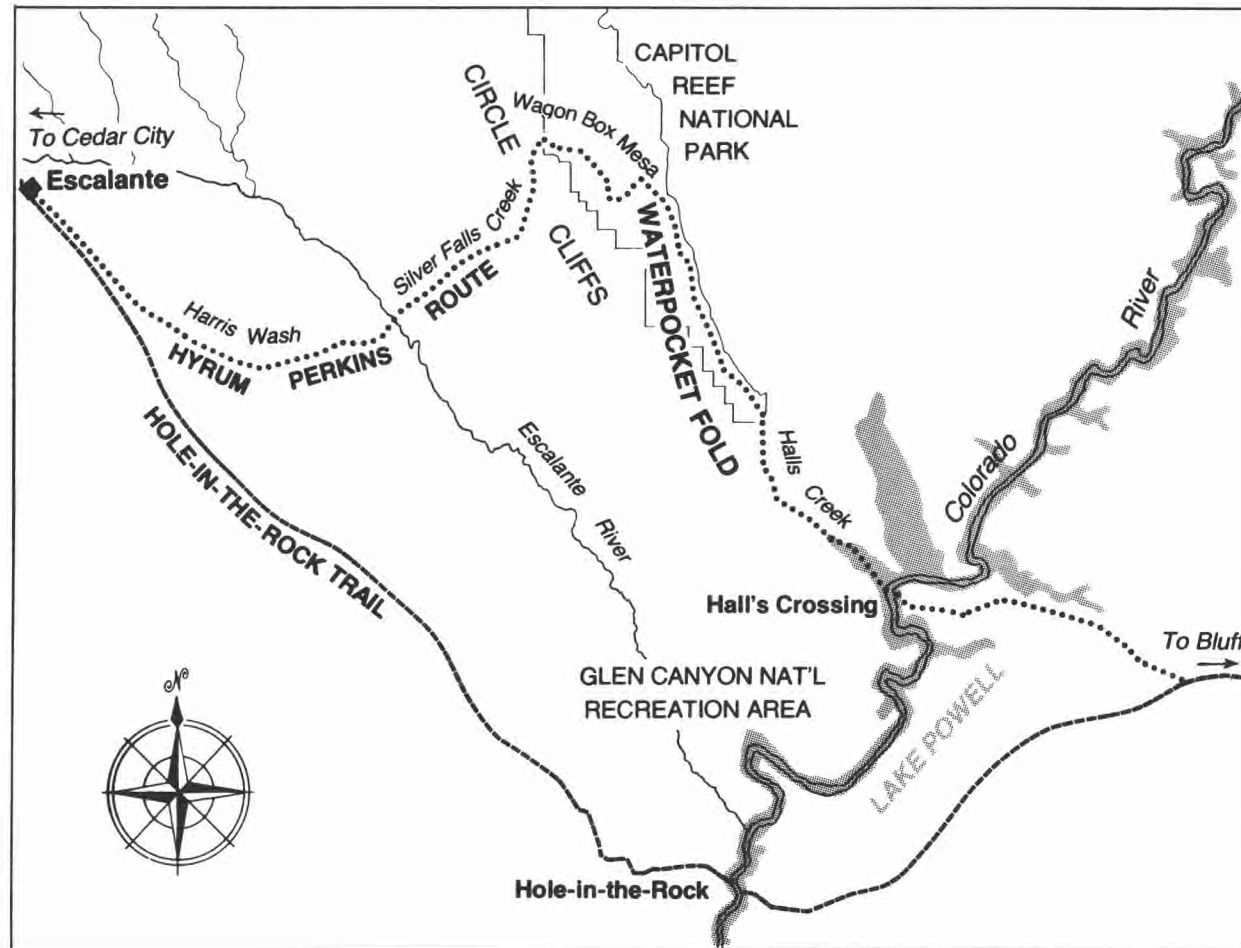 CAPITOL
REEF
NATIONAL
PARK
CIRCLE
Wagon Box Mesa
To Cedar City
Escalante
Silver Falls Creek
ROUTE
CLIFFS
WATERPOCKET FOLD
Harris Wash
HYRUM PERKINS
River
Colorado
HOLE-IN-THE-ROCK TRAIL
Escalante
River
Halls
Creek
Hall's Crossing
To Bluff
GLEN CANYON NAT'L
RECREATION AREA
LAKE POWELL
N
Hole-in-the-Rock